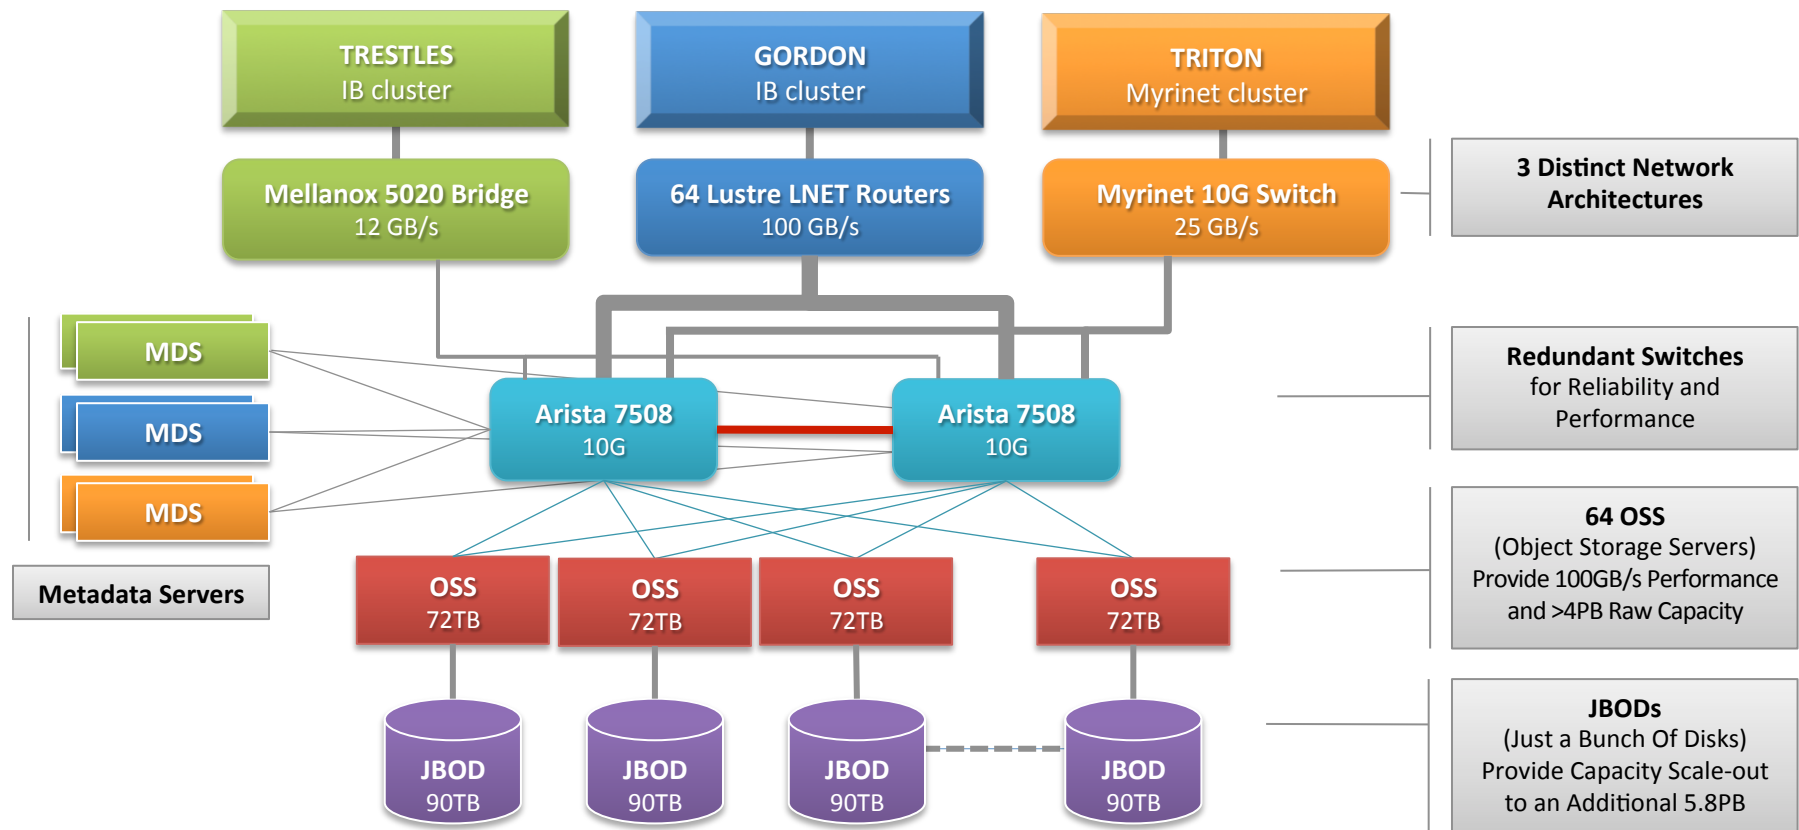 TRESTLES
IB cluster
GORDON
IB cluster
TRITON
Myrinet cluster
Mellanox 5020 Bridge
12 GB/s
64 Lustre LNET Routers
100 GB/s
Myrinet 10G Switch
25 GB/s
3 Distinct Network
Architectures
MDS
MDS
MDS
Metadata Servers
Arista 7508
10G
Arista 7508
10G
Redundant Switches
for Reliability and
Performance
OSS
72TB
OSS
72TB
OSS
72TB
OSS
72TB
64 OSS
(Object Storage Servers)
Provide 100GB/s Performance
and >4PB Raw Capacity
JBOD
90TB
JBOD
90TB
JBOD
90TB
JBOD
90TB
JBODs
(Just a Bunch Of Disks)
Provide Capacity Scale-out
to an Additional 5.8PB